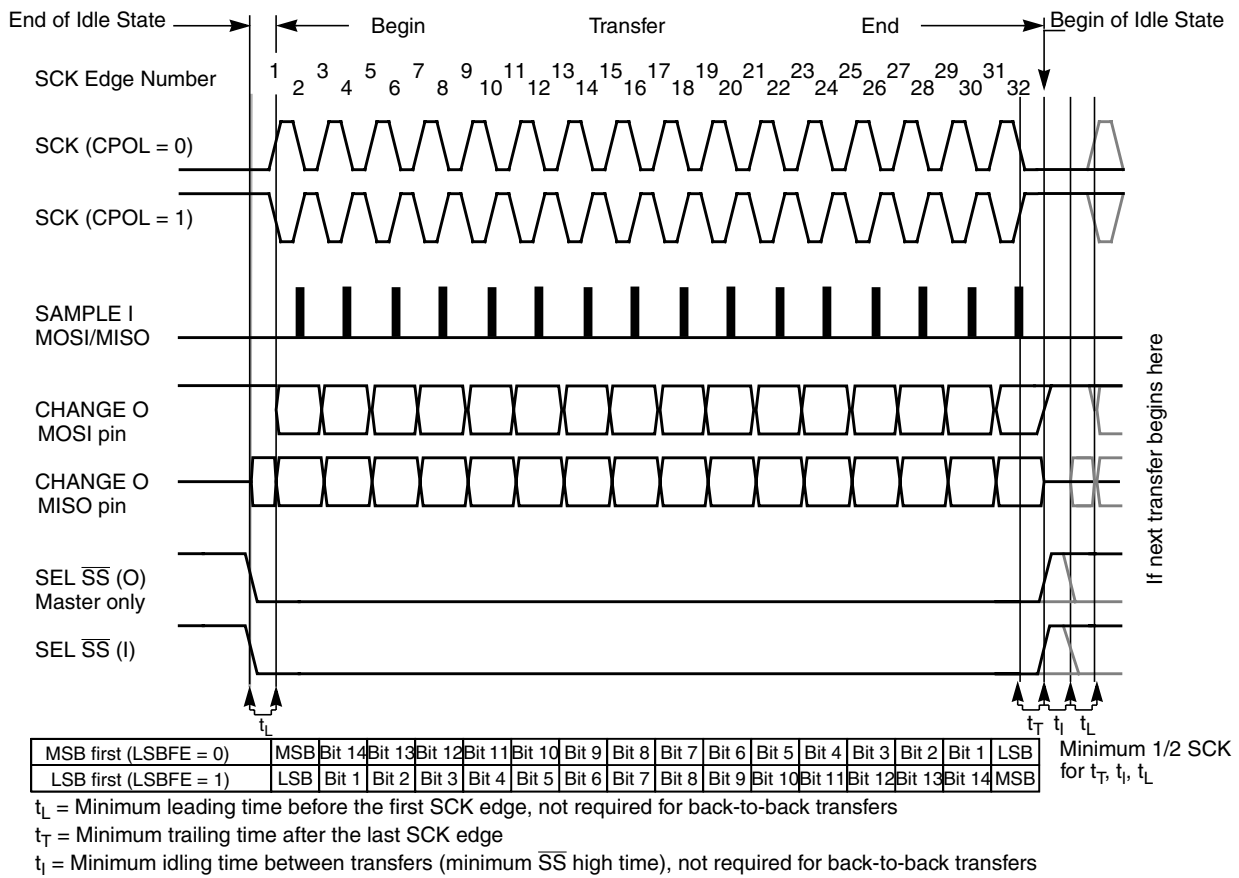 End of Idle State
Begin
Transfer
End
Begin of Idle State
SCK Edge Number
1 3 5 7 9 11 13 15 17 19 21 23 25 27 29 31
2 4 6 8 10 12 14 16 18 20 22 24 26 28 30 32
SCK (CPOL = 0)
SCK (CPOL = 1)
SAMPLE I
MOSI/MISO
CHANGE O
MOSI pin
CHANGE O
MISO pin
SEL SS (O)
Master only
SEL SS (I)
If next transfer begins here
tL
tT tI tL
MSB first (LSBFE = 0) MSB Bit 14 Bit 13 Bit 12 Bit 11 Bit 10 Bit 9 Bit 8 Bit 7 Bit 6 Bit 5 Bit 4 Bit 3 Bit 2 Bit 1 LSB
LSB first (LSBFE = 1) LSB Bit 1 Bit 2 Bit 3 Bit 4 Bit 5 Bit 6 Bit 7 Bit 8 Bit 9 Bit 10 Bit 11 Bit 12 Bit 13 Bit 14 MSB
Minimum 1/2 SCK
for tT, tI, tL
tL = Minimum leading time before the first SCK edge, not required for back-to-back transfers
tT = Minimum trailing time after the last SCK edge
tI = Minimum idling time between transfers (minimum SS high time), not required for back-to-back transfers